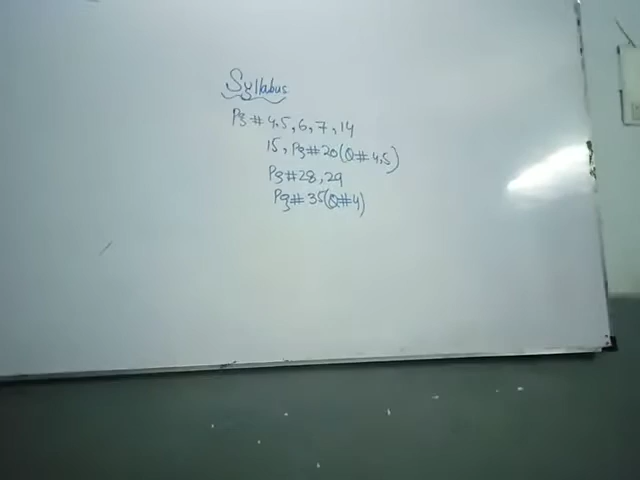 Syllabus
Pg # 4,5,6,7,14
15, Pg # 20(Q# 4,5)
Pg # 28,29
Pg # 35(Q#4)